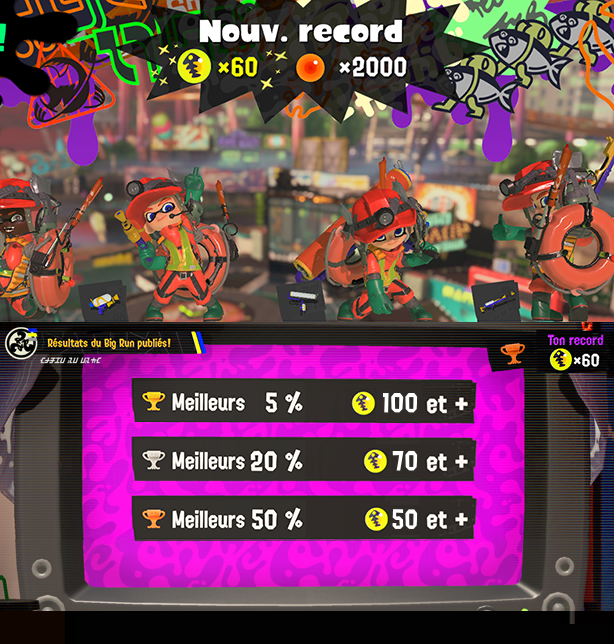 Nouv. record
×60 ×2000
Résultats du Big Run publiés!
Ton record
×60
Meilleurs 5 % 100 et +
Meilleurs 20 % 70 et +
Meilleurs 50 % 50 et +